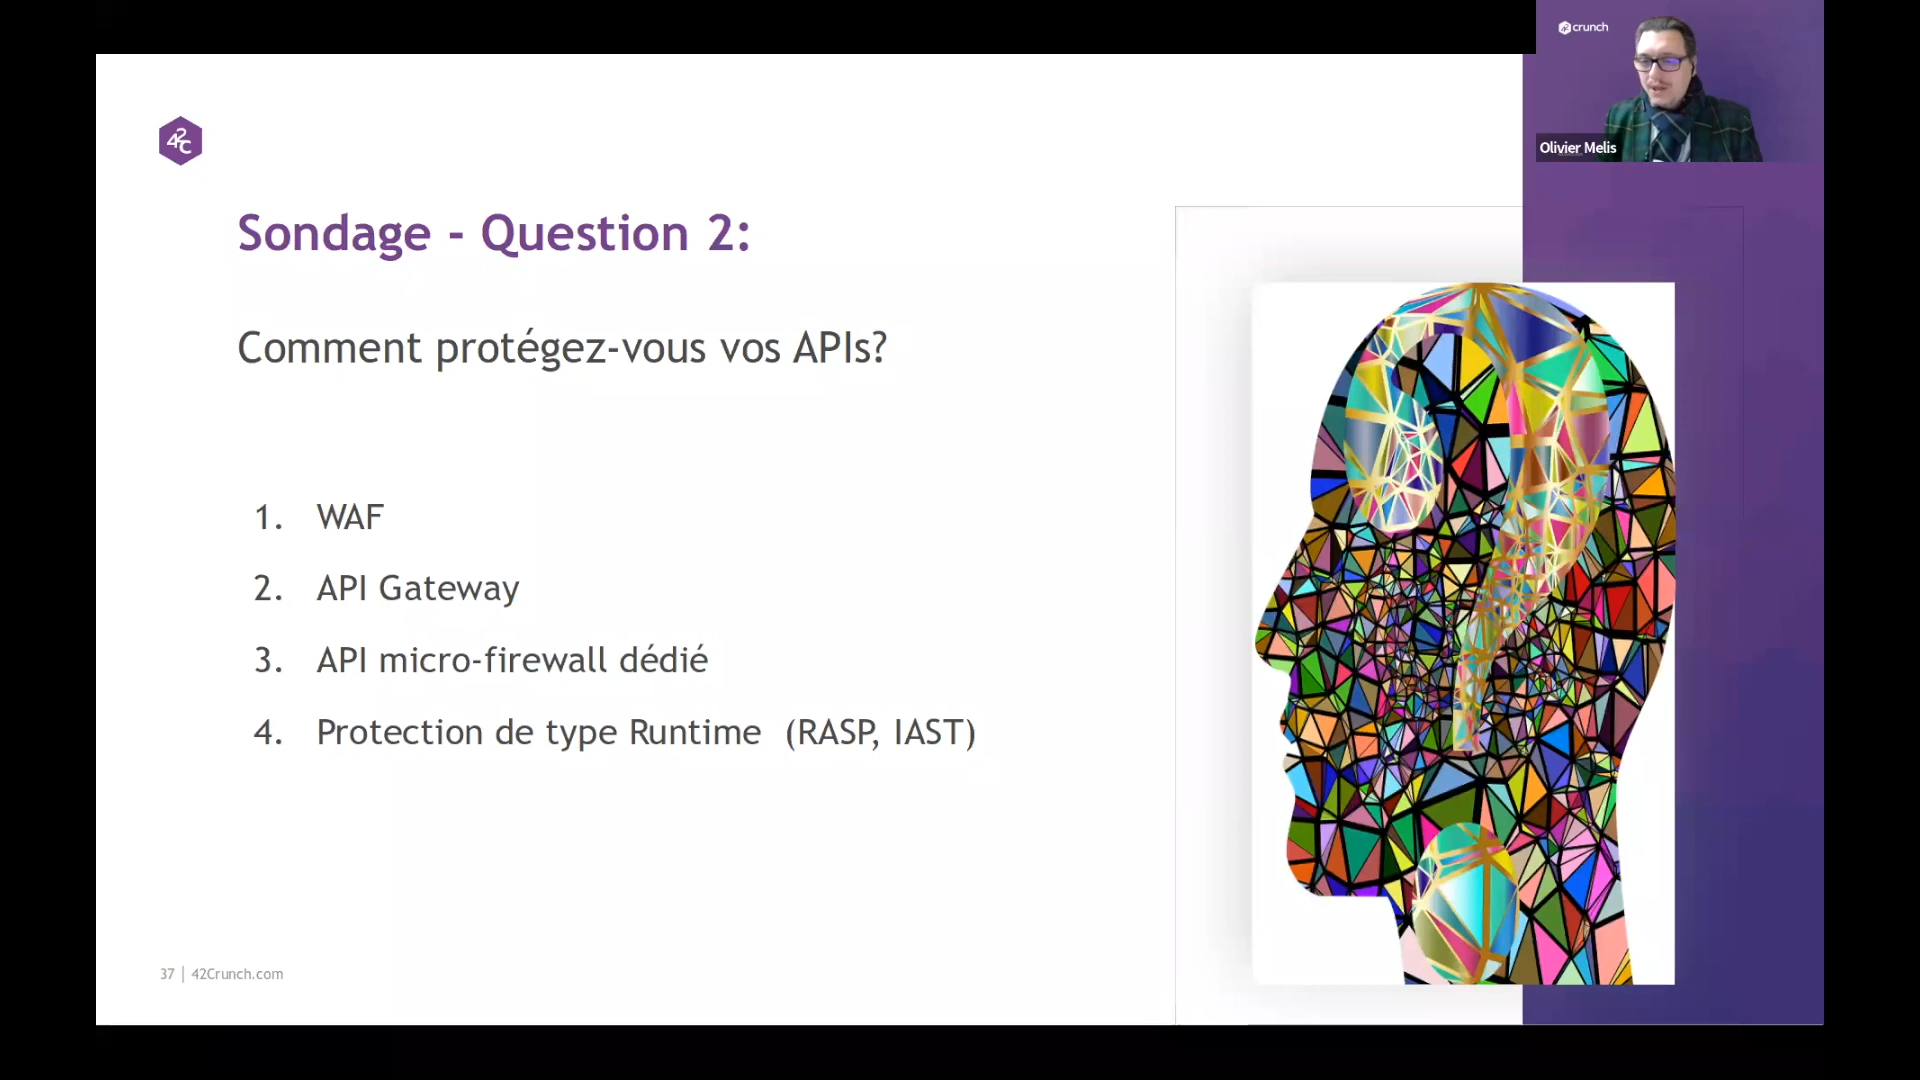 crunch
Olivier Melis
42C
Sondage - Question 2:
Comment protégez-vous vos APIs?
1. WAF
2. API Gateway
3. API micro-firewall dédié
4. Protection de type Runtime (RASP, IAST)
37 | 42Crunch.com